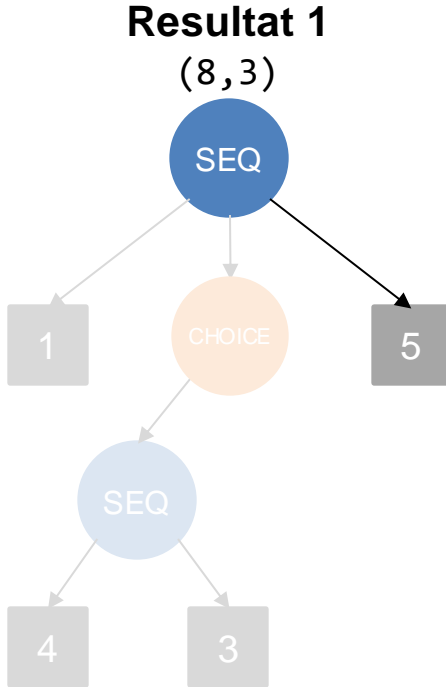 Resultat 1
(8,3)
SEQ
1
CHOICE
5
SEQ
4
3